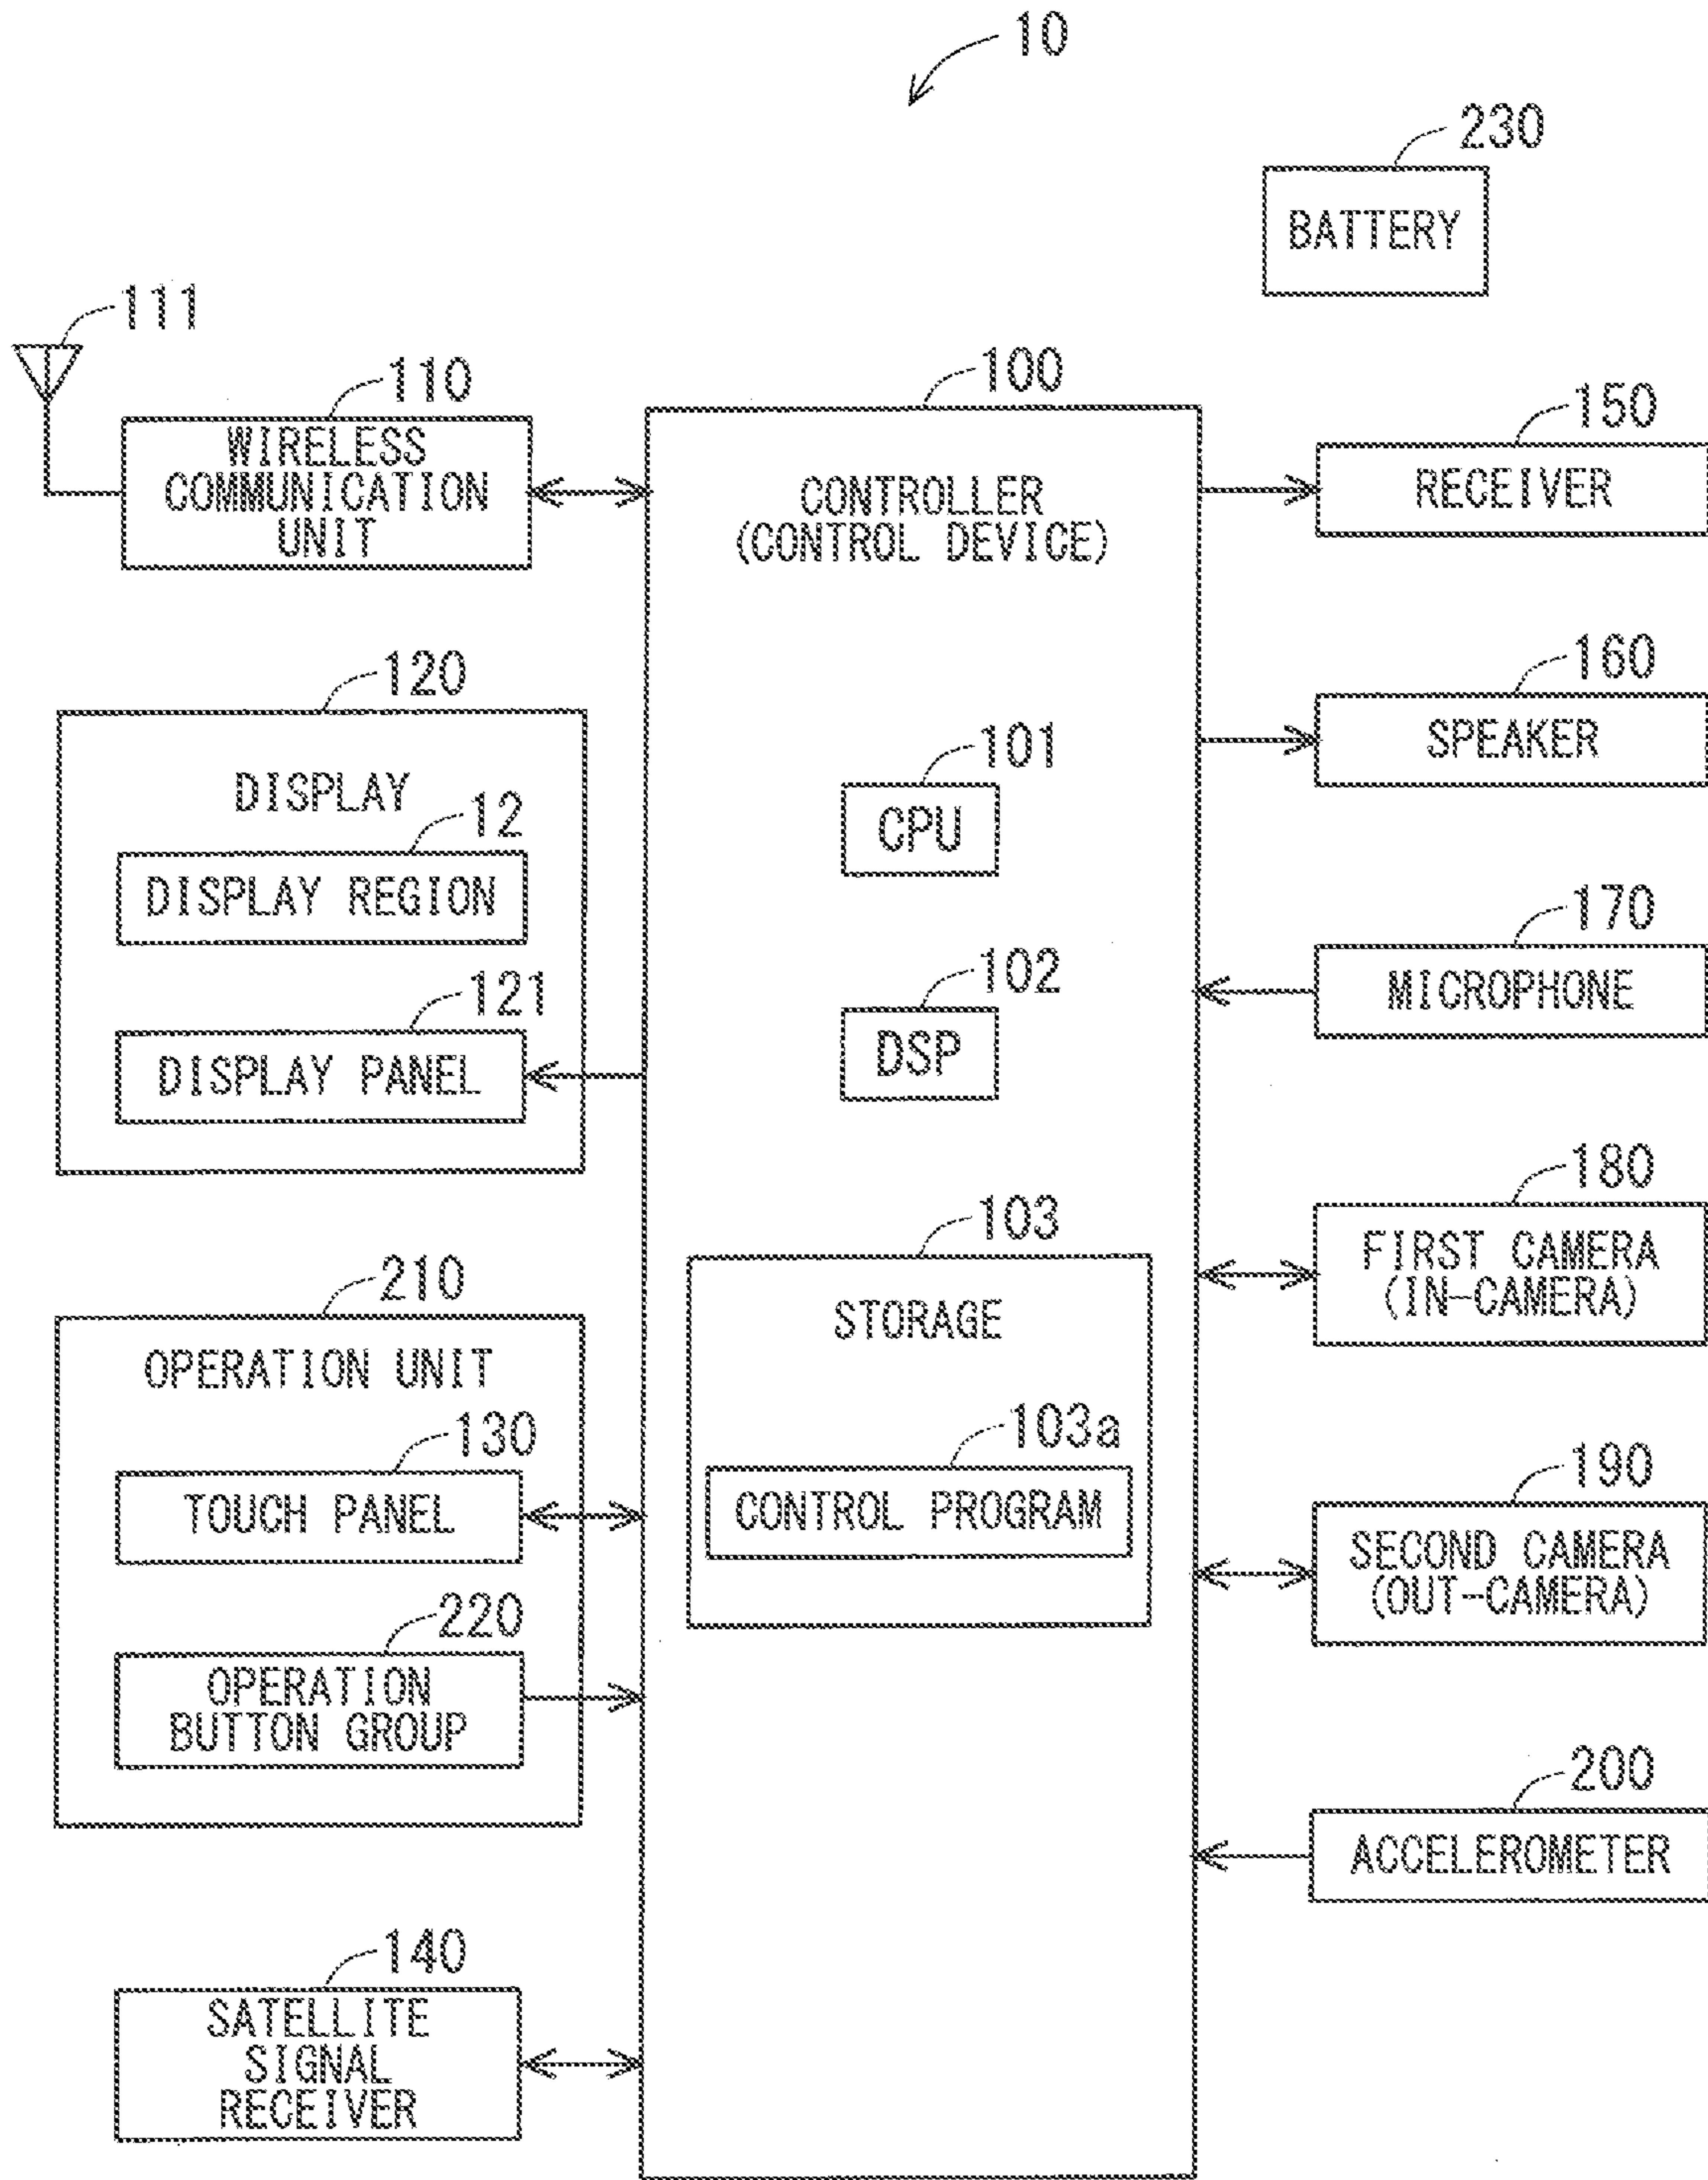 10
230
BATTERY
111
110
WIRELESS
COMMUNICATION
UNIT
120
DISPLAY
12
DISPLAY REGION
121
DISPLAY PANEL
210
OPERATION UNIT
130
TOUCH PANEL
220
OPERATION
BUTTON GROUP
140
SATELLITE
SIGNAL
RECEIVER
100
CONTROLLER
(CONTROL DEVICE)
101
CPU
102
DSP
103
STORAGE
103a
CONTROL PROGRAM
150
RECEIVER
160
SPEAKER
170
MICROPHONE
180
FIRST CAMERA
(IN-CAMERA)
190
SECOND CAMERA
(OUT-CAMERA)
200
ACCELEROMETER